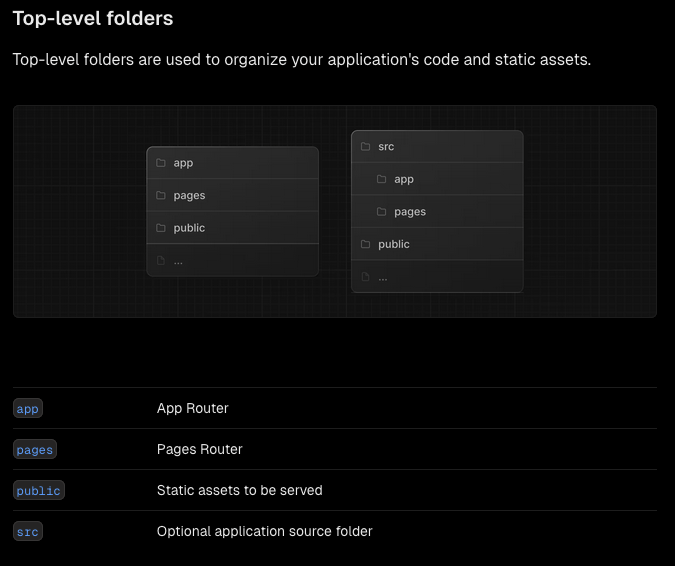 Top-level folders
Top-level folders are used to organize your application's code and static assets.
app
pages
public
...
src
app
pages
public
...
app App Router
pages Pages Router
public Static assets to be served
src Optional application source folder